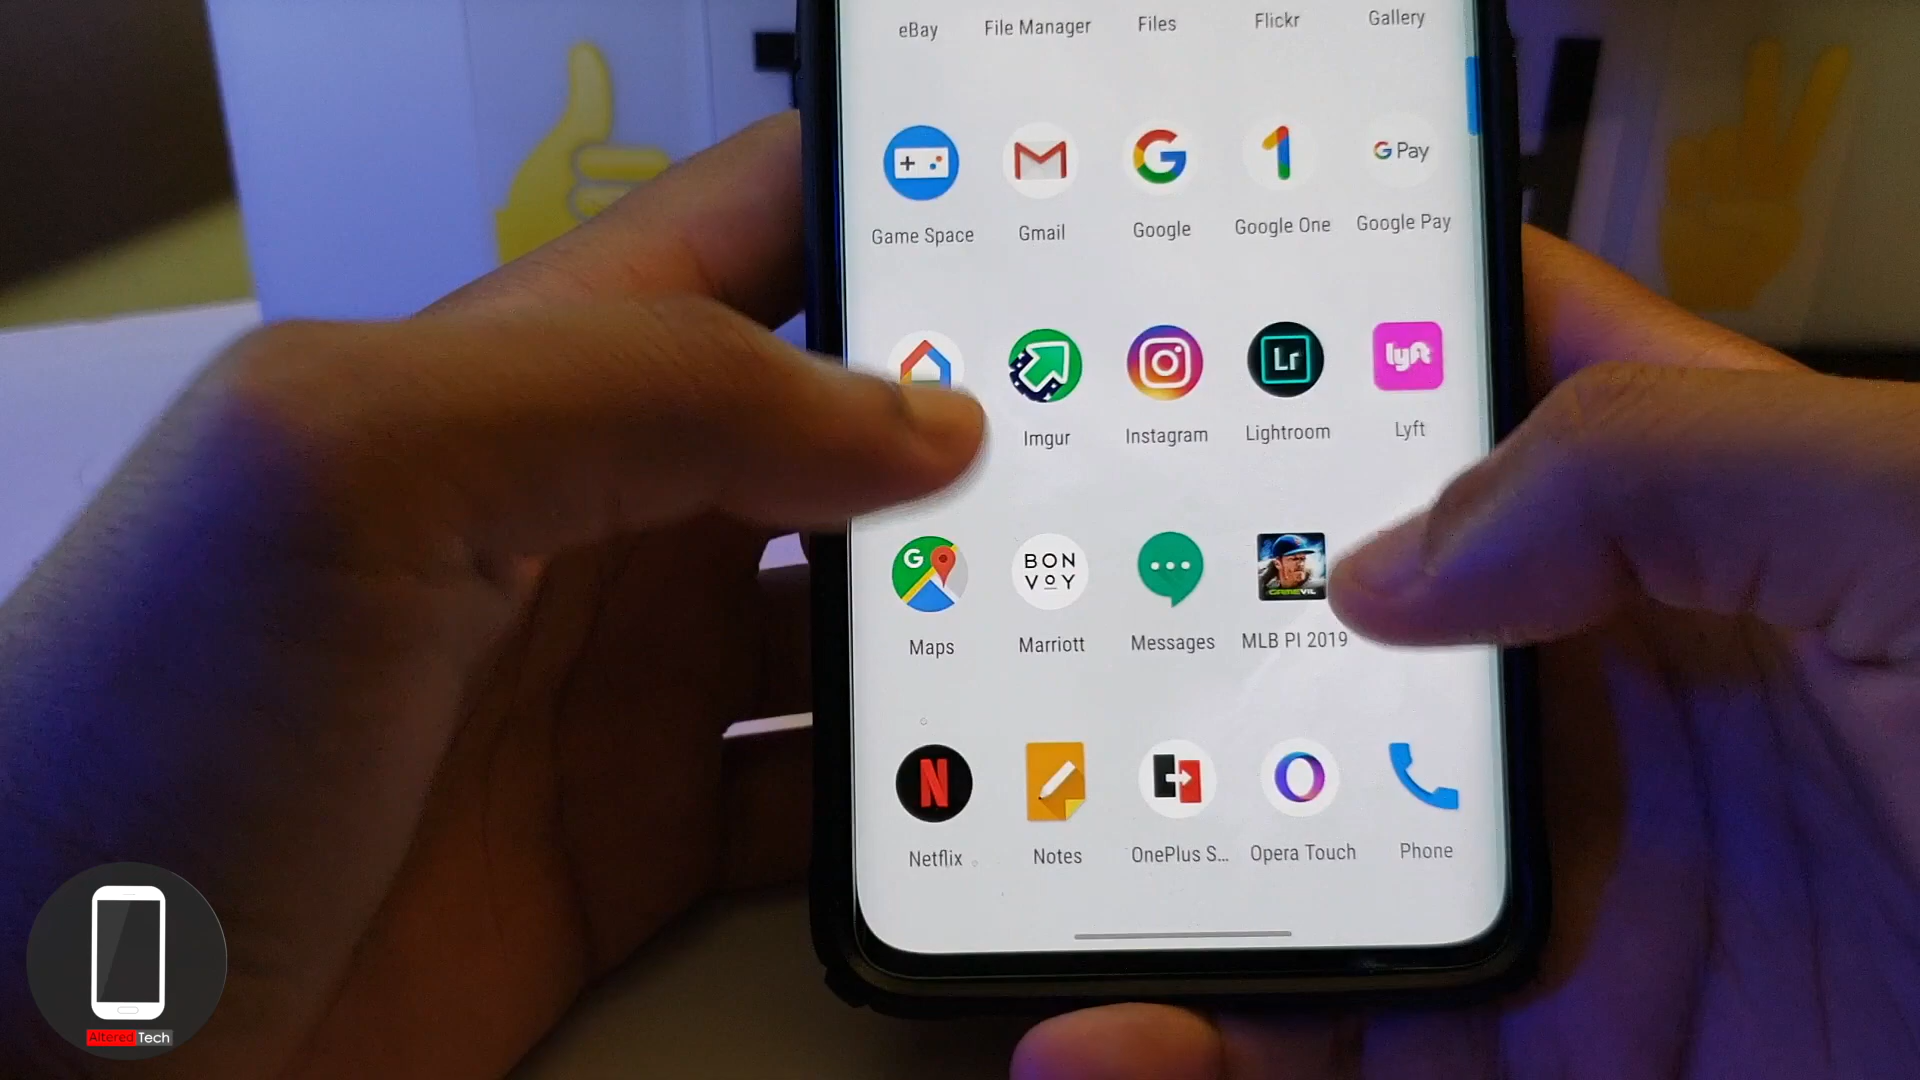 eBay File Manager Files Flickr Gallery
G Pay
Game Space Gmail Google Google One Google Pay
Lr lyft
Imgur Instagram Lightroom Lyft
G BON
VOY
GAMEVIL
Maps Marriott Messages MLB PI 2019
N
Netflix Notes OnePlus S... Opera Touch Phone
Altered Tech